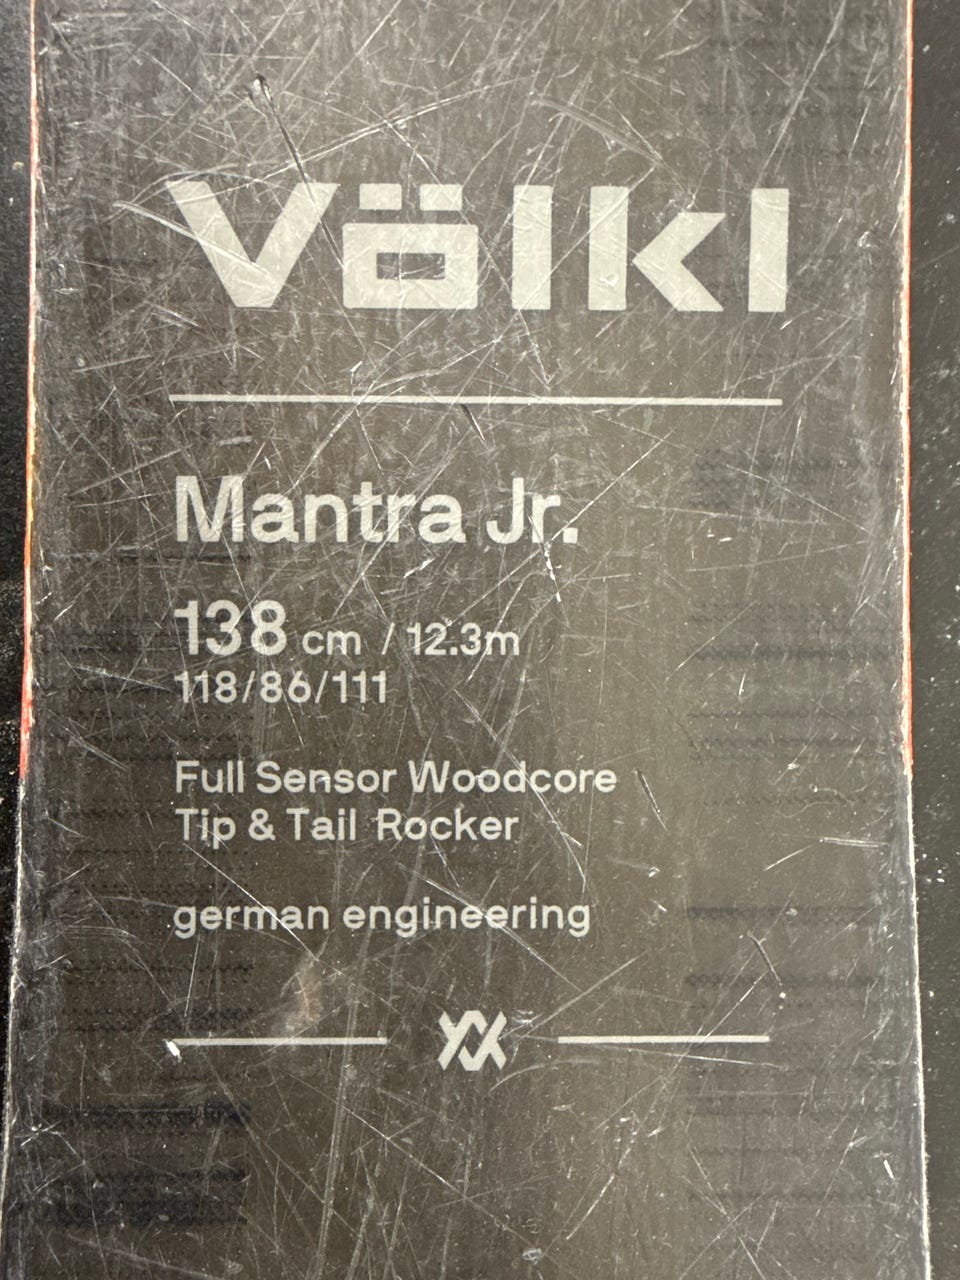 Völkl
Mantra Jr.
138 cm / 12.3m
118/86/111
Full Sensor Woodcore
Tip & Tail Rocker
german engineering